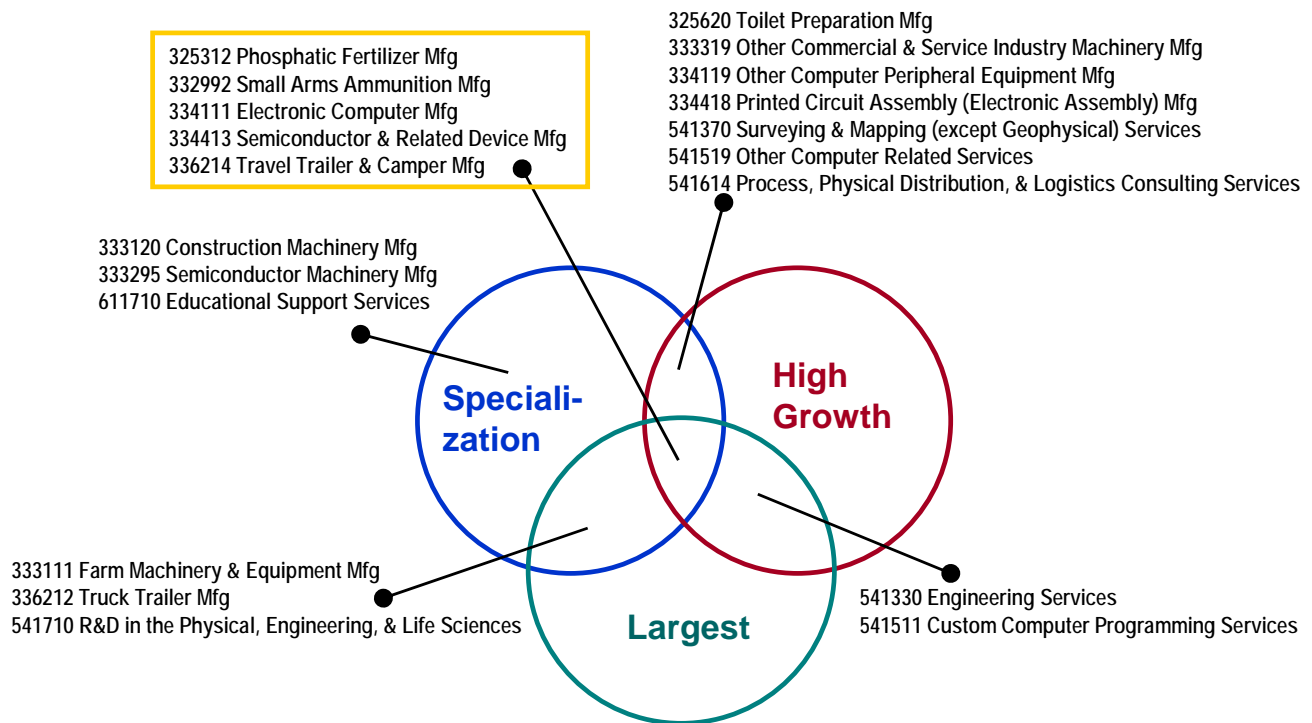 325312 Phosphatic Fertilizer Mfg
332992 Small Arms Ammunition Mfg
334111 Electronic Computer Mfg
334413 Semiconductor & Related Device Mfg
336214 Travel Trailer & Camper Mfg
325620 Toilet Preparation Mfg
333319 Other Commercial & Service Industry Machinery Mfg
334119 Other Computer Peripheral Equipment Mfg
334418 Printed Circuit Assembly (Electronic Assembly) Mfg
541370 Surveying & Mapping (except Geophysical) Services
541519 Other Computer Related Services
541614 Process, Physical Distribution, & Logistics Consulting Services
333120 Construction Machinery Mfg
333295 Semiconductor Machinery Mfg
611710 Educational Support Services
Speciali-
zation
High
Growth
Largest
333111 Farm Machinery & Equipment Mfg
336212 Truck Trailer Mfg
541710 R&D in the Physical, Engineering, & Life Sciences
541330 Engineering Services
541511 Custom Computer Programming Services